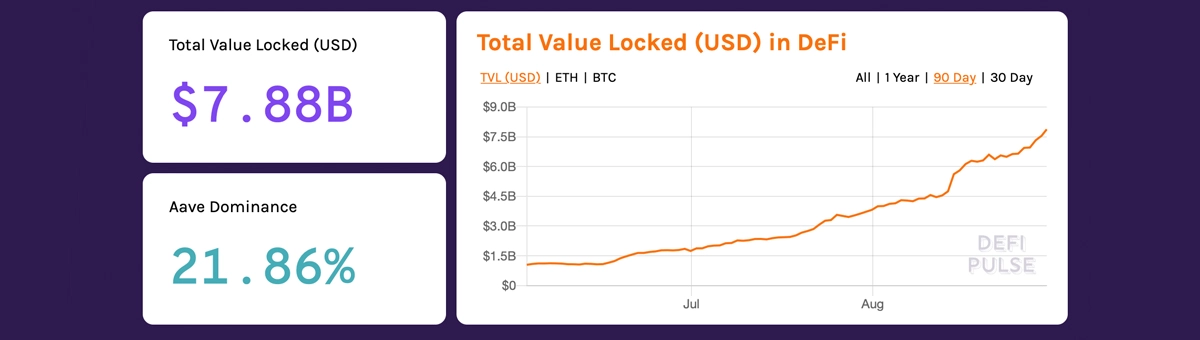 Total Value Locked (USD)
$7.88B
Aave Dominance
21.86%
Total Value Locked (USD) in DeFi
TVL (USD) | ETH | BTC
All | 1 Year | 90 Day | 30 Day
$9.0B
$7.5B
$6.0B
$4.5B
$3.0B
$1.5B
$0
Jul
Aug
DEFI
PULSE